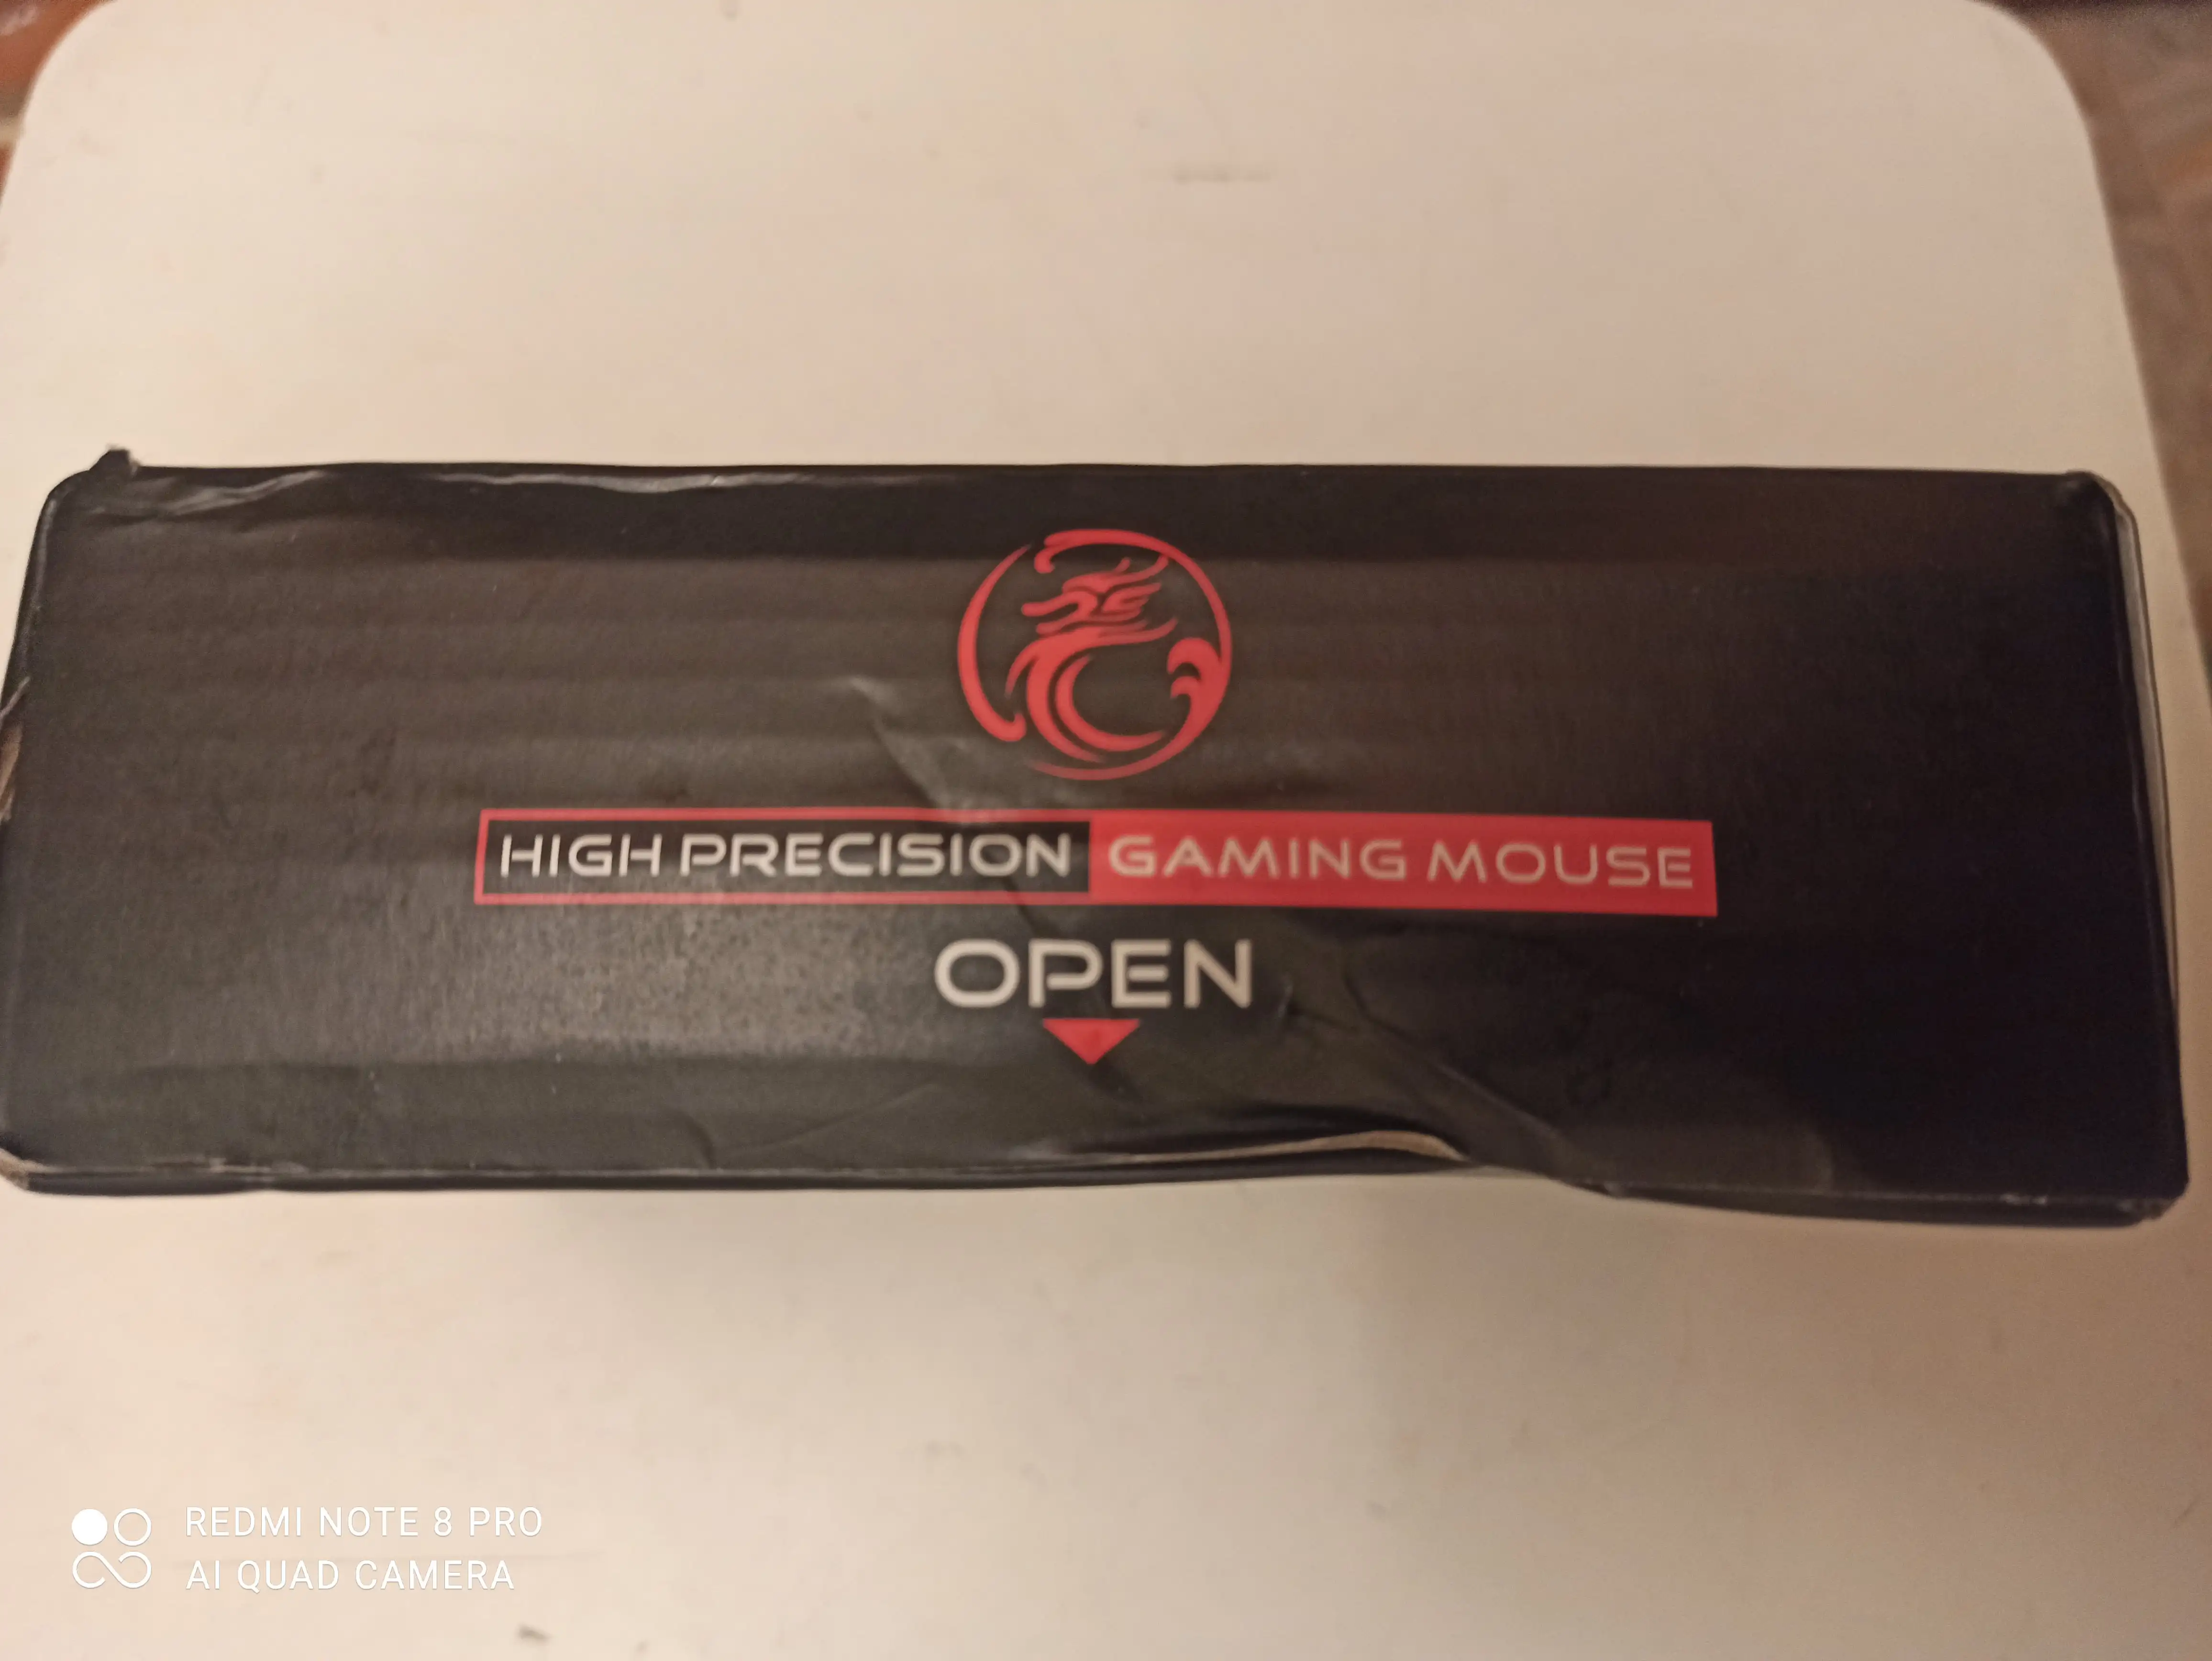 HIGH PRECISION GAMING MOUSE
OPEN
REDMI NOTE 8 PRO
AI QUAD CAMERA